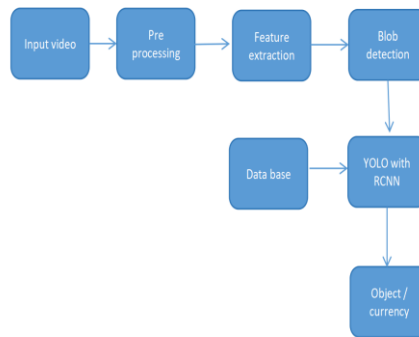 Input video
Pre
processing
Feature
extraction
Blob
detection
Data base
YOLO with
RCNN
Object /
currency